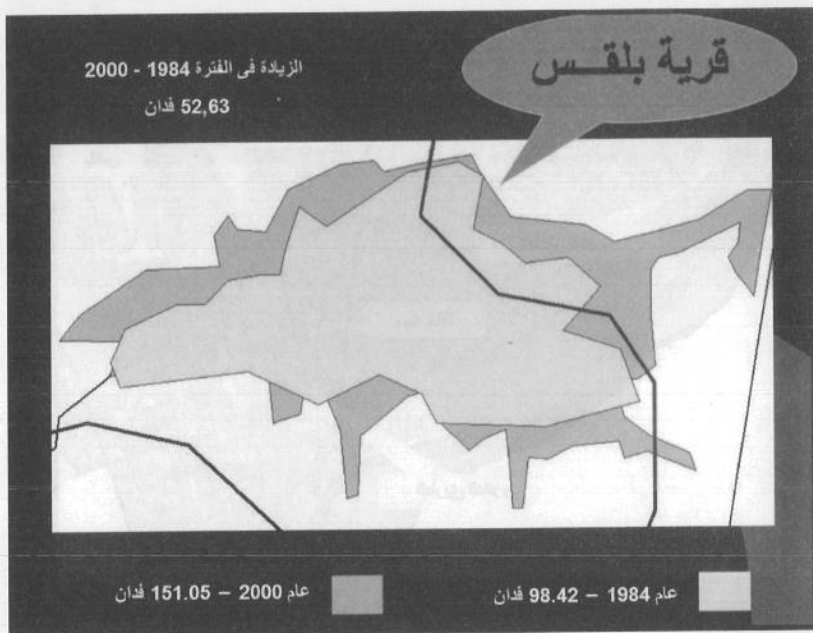 قرية بلقـــس
الزيادة فى الفترة 1984 - 2000
52,63 فدان
عام 1984 – 98.42 فدان
عام 2000 – 151.05 فدان